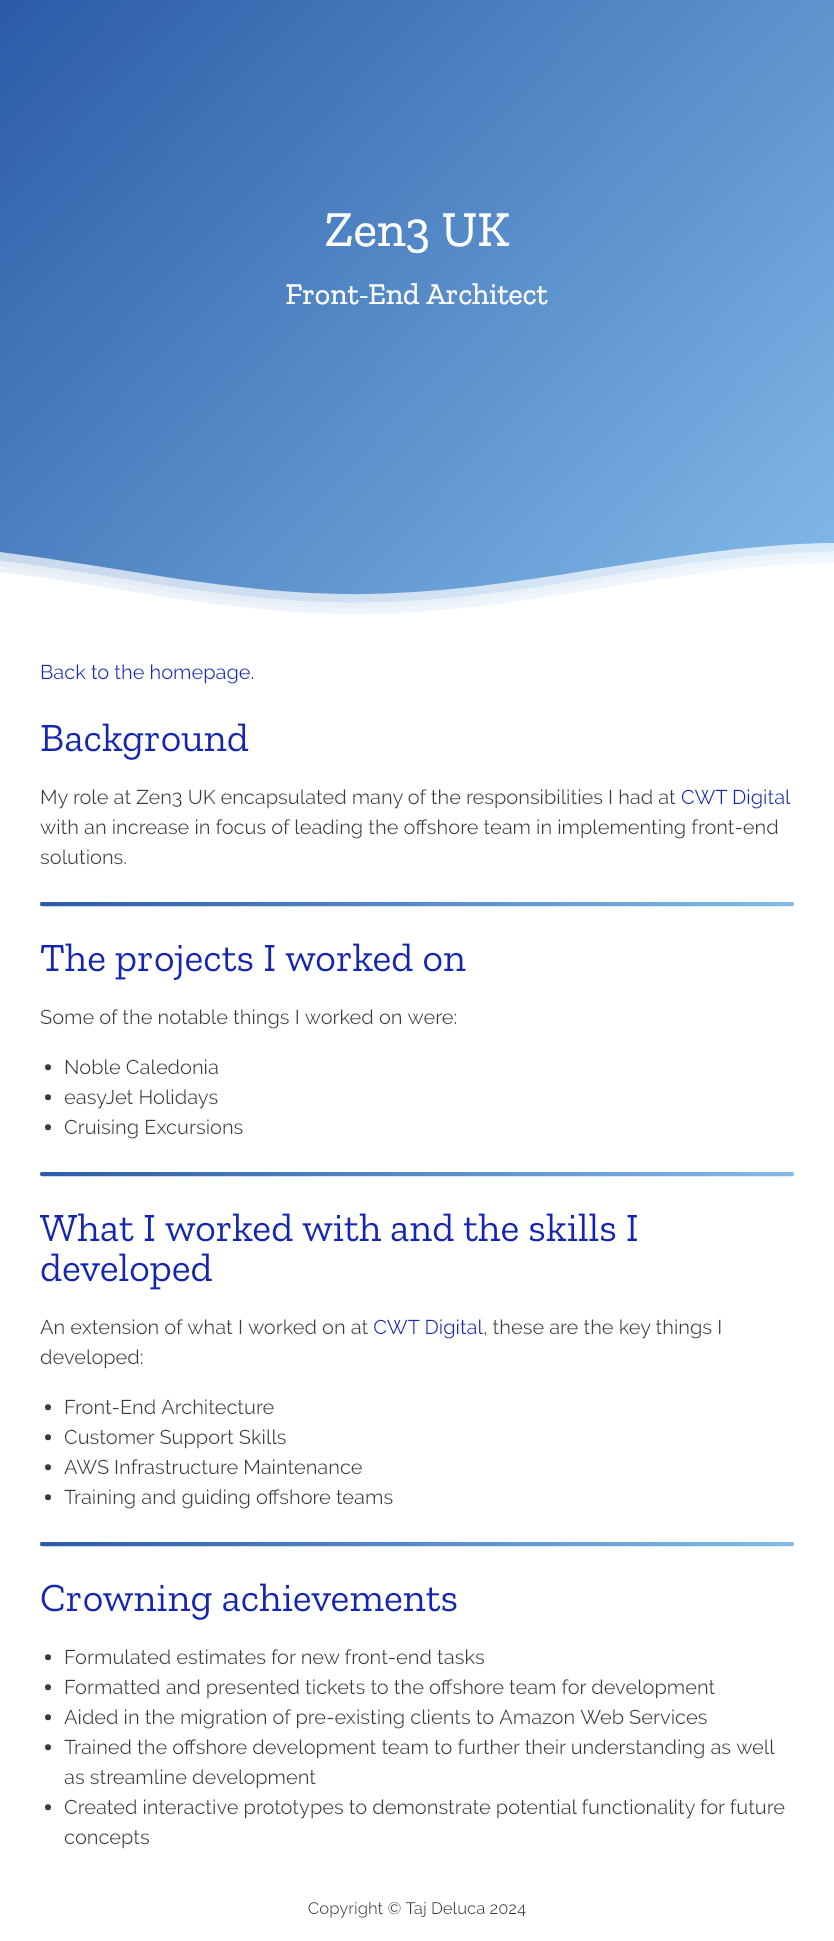 Zen3 UK
Front-End Architect
Back to the homepage.
Background
My role at Zen3 UK encapsulated many of the responsibilities I had at CWT Digital
with an increase in focus of leading the offshore team in implementing front-end
solutions.
The projects I worked on
Some of the notable things I worked on were:
• Noble Caledonia
• easyJet Holidays
• Cruising Excursions
What I worked with and the skills I
developed
An extension of what I worked on at CWT Digital, these are the key things I
developed:
• Front-End Architecture
• Customer Support Skills
• AWS Infrastructure Maintenance
• Training and guiding offshore teams
Crowning achievements
• Formulated estimates for new front-end tasks
• Formatted and presented tickets to the offshore team for development
• Aided in the migration of pre-existing clients to Amazon Web Services
• Trained the offshore development team to further their understanding as well
as streamline development
• Created interactive prototypes to demonstrate potential functionality for future
concepts
Copyright © Taj Deluca 2024